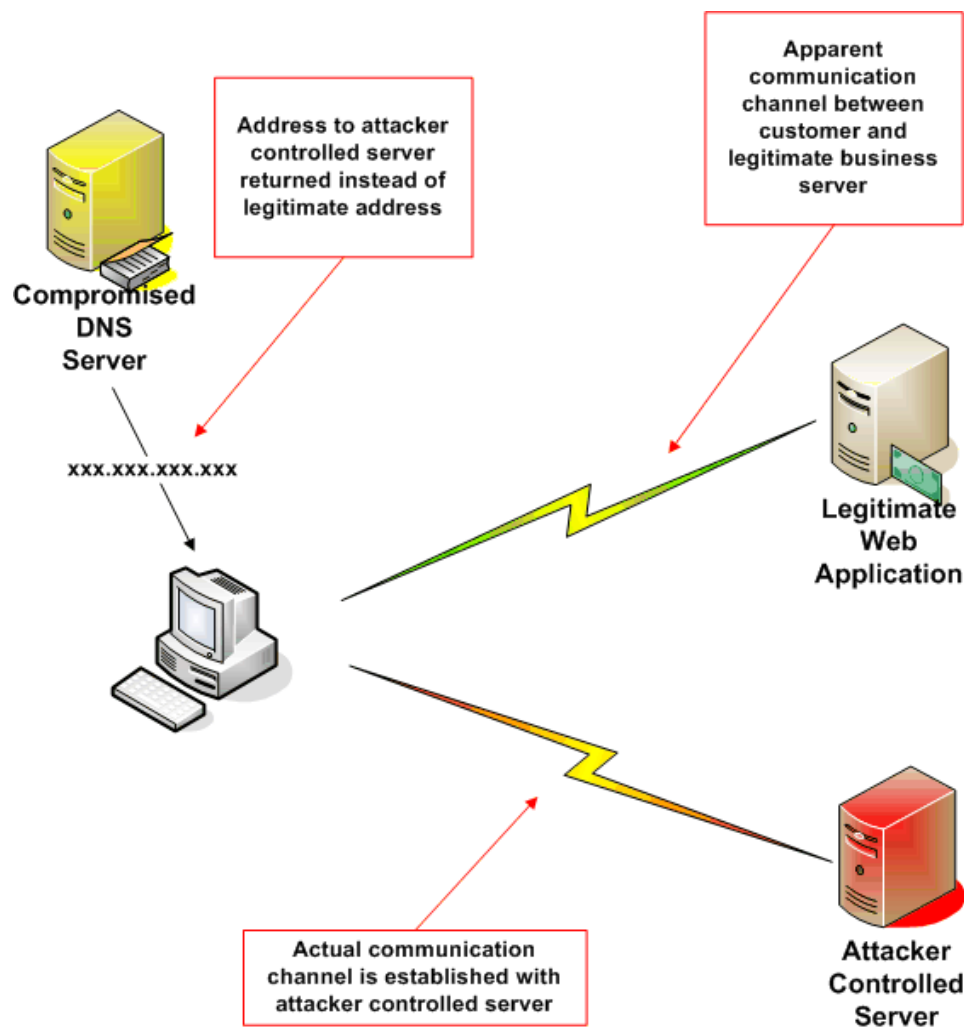 Address to attacker
controlled server
returned instead of
legitimate address
Apparent
communication
channel between
customer and
legitimate business
server
Compromised
DNS
Server
xxx.xxx.xxx.xxx
Legitimate
Web
Application
Actual communication
channel is established with
attacker controlled server
Attacker
Controlled
Server